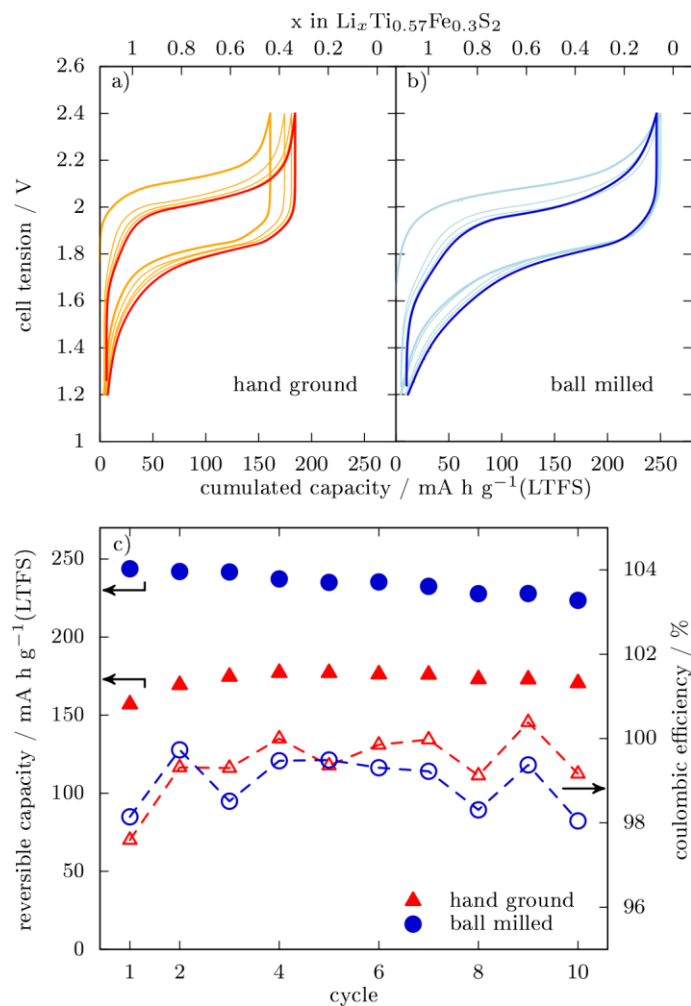 x in LiₓTi₀.₅₇Fe₀.₃S₂
1 0.8 0.6 0.4 0.2 0 1 0.8 0.6 0.4 0.2 0
a) b)
2.6
2.4
2.2
2
1.8
1.6
1.4
1.2
1
cell tension / V
hand ground ball milled
0 50 100 150 200 250 0 50 100 150 200 250
cumulated capacity / mA h g⁻¹(LTFS)
c)
250
200
150
100
50
0
reversible capacity / mA h g⁻¹(LTFS)
104
102
100
98
96
coulombic efficiency / %
hand ground
ball milled
1 2 4 6 8 10
cycle